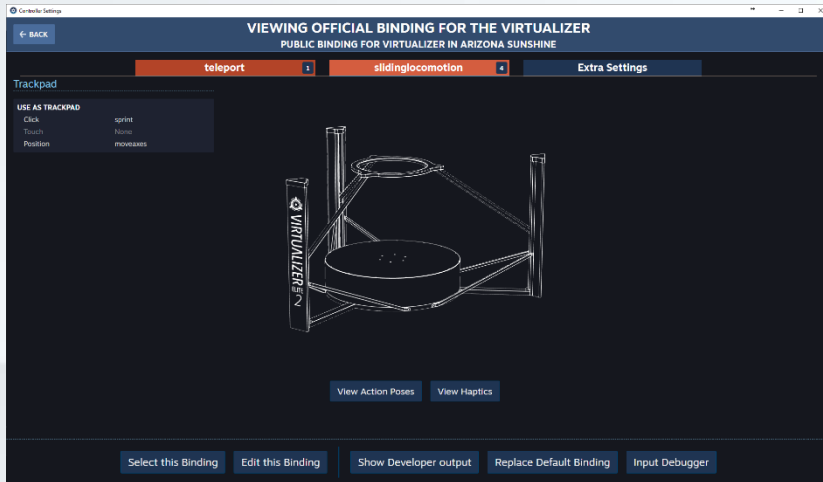 Controller Settings
← BACK
VIEWING OFFICIAL BINDING FOR THE VIRTUALIZER
PUBLIC BINDING FOR VIRTUALIZER IN ARIZONA SUNSHINE
teleport 1
slidinglocomotion 4
Extra Settings
Trackpad
USE AS TRACKPAD
Click sprint
Touch None
Position moveaxes
VIRTUALIZER
ELITE
2
View Action Poses
View Haptics
Select this Binding
Edit this Binding
Show Developer output
Replace Default Binding
Input Debugger